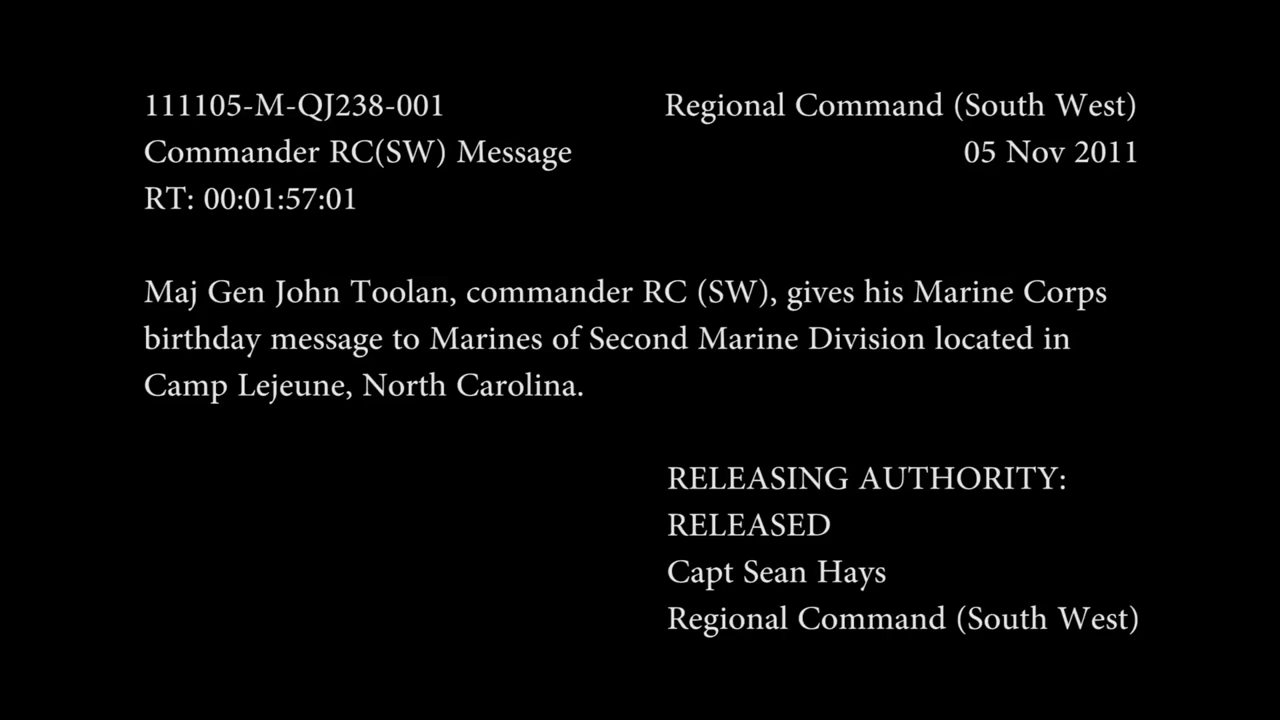 111105-M-QJ238-001
Regional Command (South West)
Commander RC(SW) Message
05 Nov 2011
RT: 00:01:57:01
Maj Gen John Toolan, commander RC (SW), gives his Marine Corps
birthday message to Marines of Second Marine Division located in
Camp Lejeune, North Carolina.
RELEASING AUTHORITY:
RELEASED
Capt Sean Hays
Regional Command (South West)